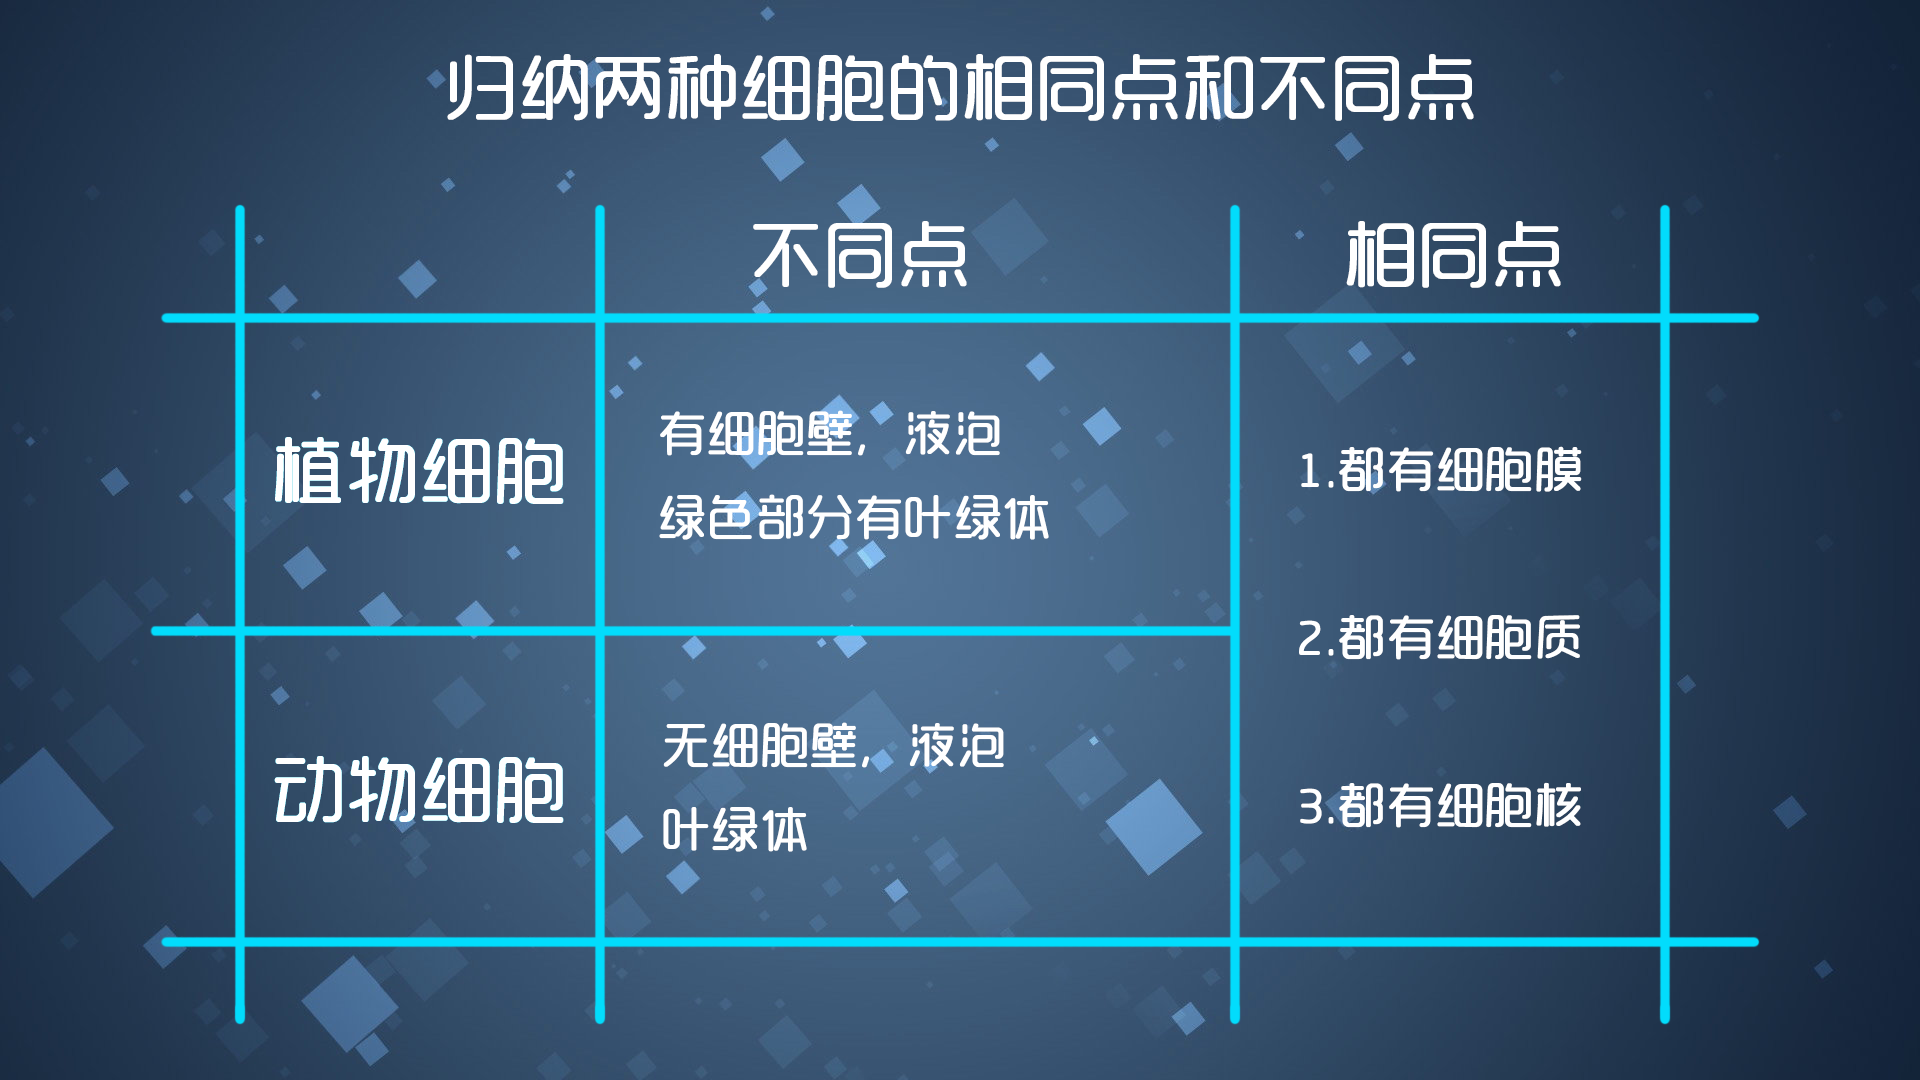 归纳两种细胞的相同点和不同点
不同点
相同点
植物细胞
有细胞壁，液泡
绿色部分有叶绿体
动物细胞
无细胞壁，液泡
叶绿体
1.都有细胞膜
2.都有细胞质
3.都有细胞核